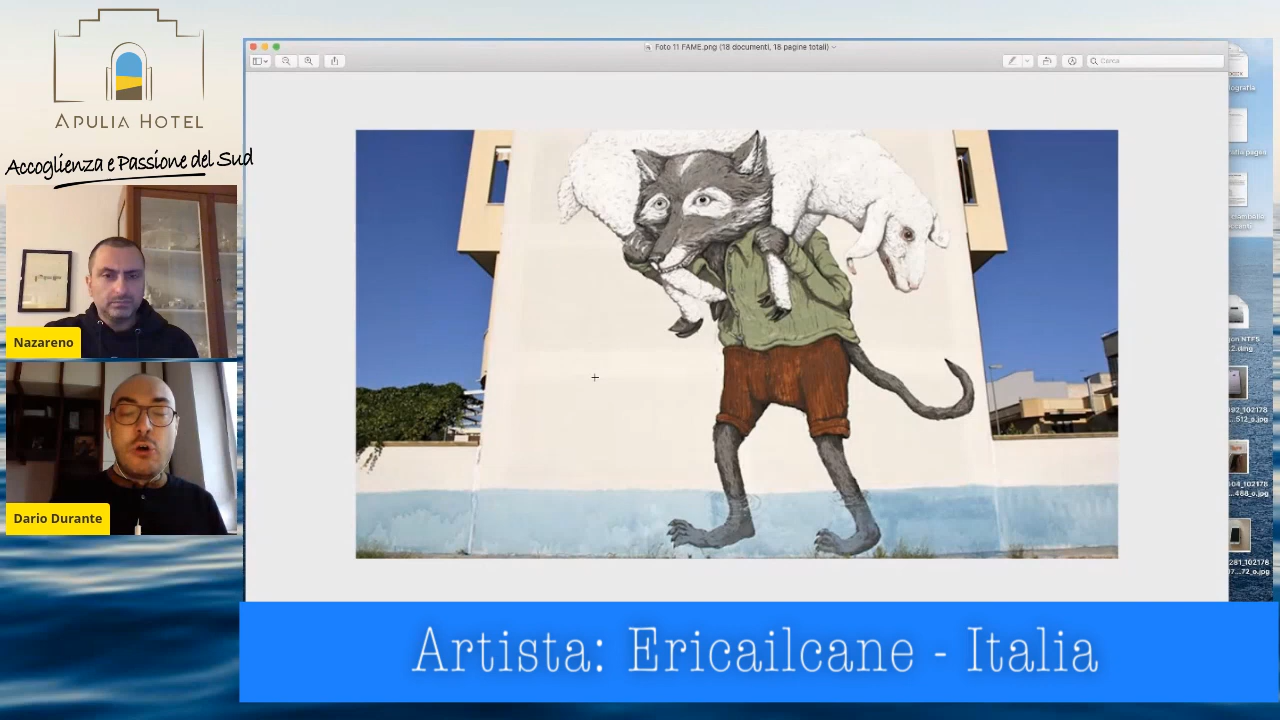 APULIA HOTEL
Accoglienza e Passione del Sud
Nazareno
Dario Durante
Foto 11 FAME.png (18 documenti, 18 pagine totali)
Cerca
Artista: Ericailcane - Italia